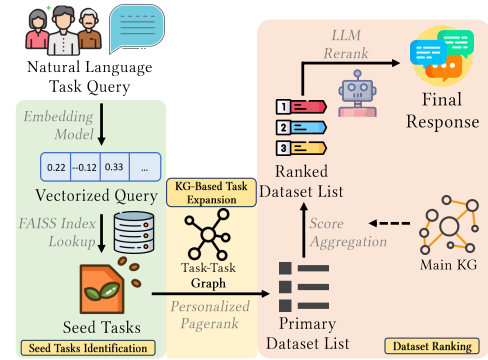 Natural Language
Task Query
Embedding
Model
0.22
--0.12
0.33
...
Vectorized Query
FAISS Index
Lookup
Seed Tasks
Seed Tasks Identification
KG-Based Task
Expansion
Task-Task
Graph
Personalized
Pagerank
LLM
Rerank
Final
Response
1
2
3
Ranked
Dataset List
Score
Aggregation
Main KG
Primary
Dataset List
Dataset Ranking